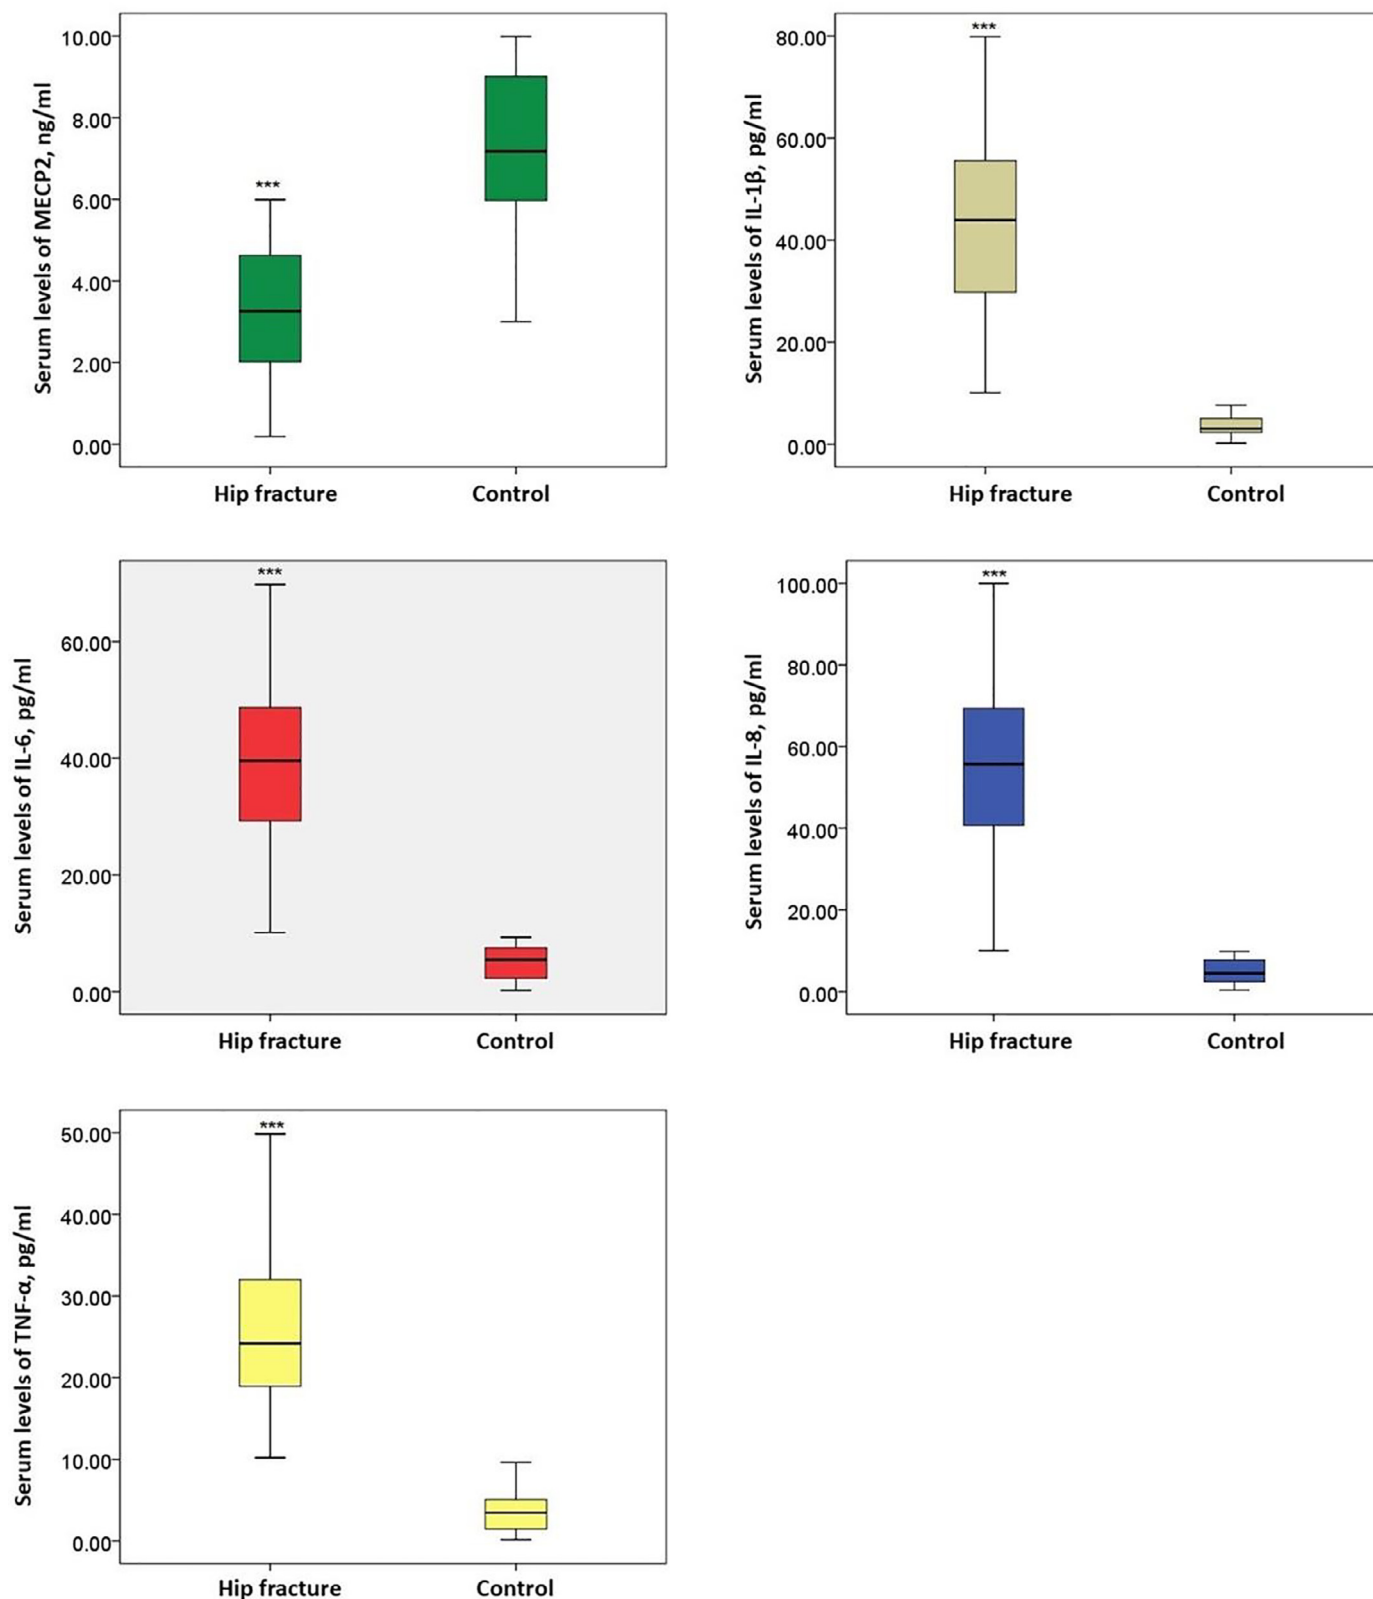 Serum levels of MECP2, ng/ml
10.00
8.00
6.00
4.00
2.00
0.00
***
Hip fracture
Control
Serum levels of IL-1β, pg/ml
80.00
60.00
40.00
20.00
0.00
***
Hip fracture
Control
Serum levels of IL-6, pg/ml
60.00
40.00
20.00
0.00
***
Hip fracture
Control
Serum levels of IL-8, pg/ml
100.00
80.00
60.00
40.00
20.00
0.00
***
Hip fracture
Control
Serum levels of TNF-α, pg/ml
50.00
40.00
30.00
20.00
10.00
0.00
***
Hip fracture
Control